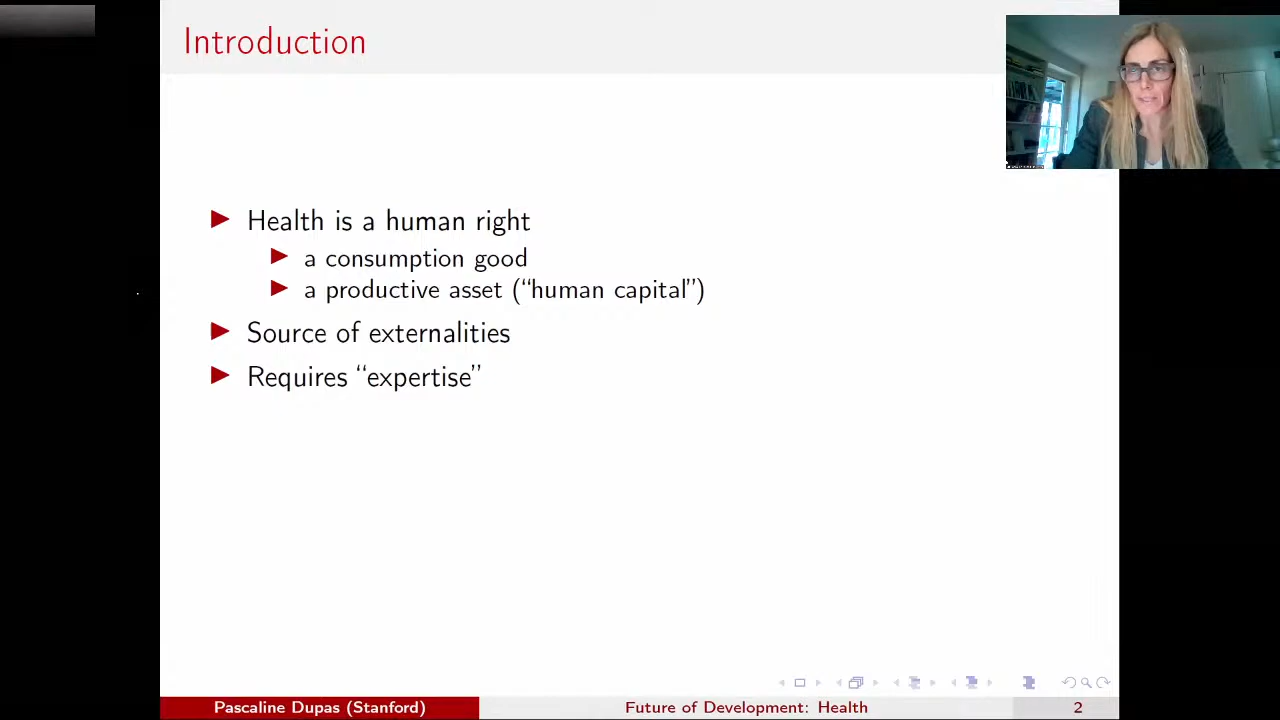 Introduction
Health is a human right
a consumption good
a productive asset (“human capital”)
Source of externalities
Requires “expertise”
Pascaline Dupas (Stanford)
Future of Development: Health
2